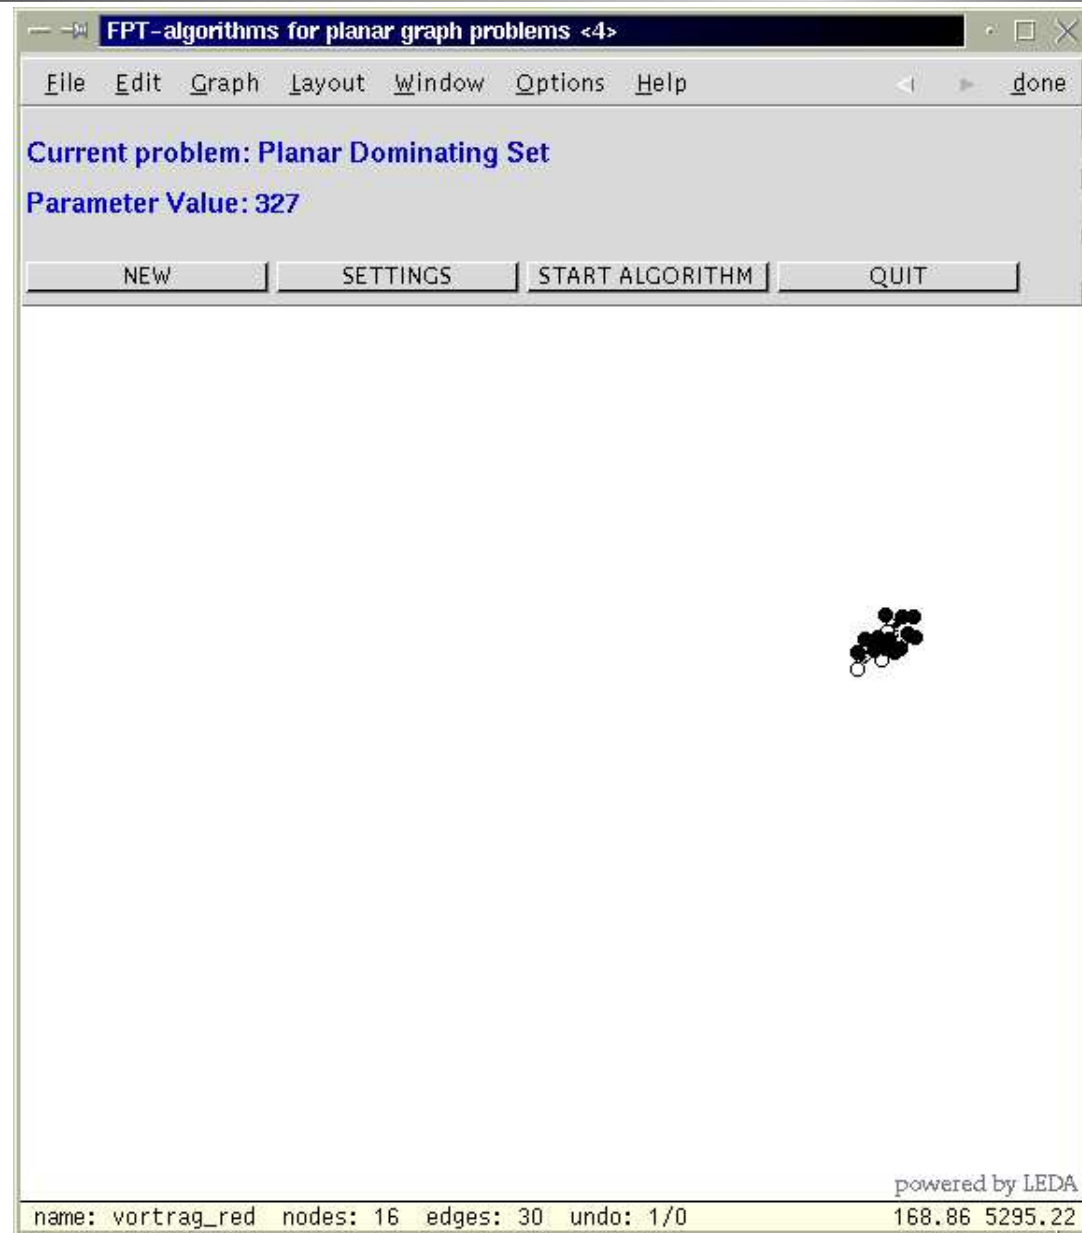 FPT-algorithms for planar graph problems <4>
File Edit Graph Layout Window Options Help done
Current problem: Planar Dominating Set
Parameter Value: 327
NEW SETTINGS START ALGORITHM QUIT
powered by LEDA
name: vortrag_red nodes: 16 edges: 30 undo: 1/0 168.86 5295.22